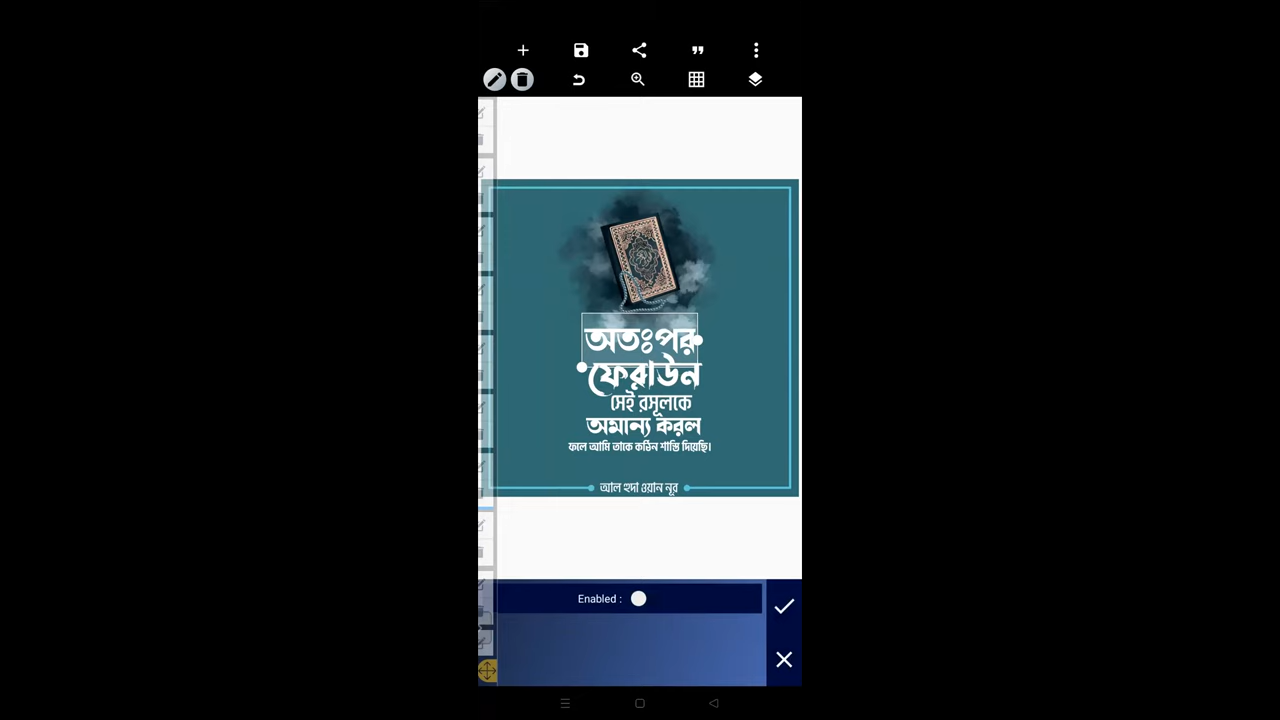 অতঃপর
ফেরাউন
সেই রসূলকে
অমান্য করল
ফলে আমি তাকে কঠিন শাস্তি দিয়েছি।
আল হুদা ওয়ান নূর
Enabled :